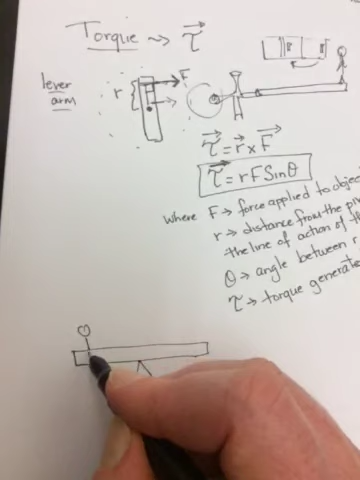 Torque ⇝ τ⃗
lever
arm
r
F
τ⃗ = r⃗ x F⃗
τ⃗ = rFSinθ
where F → force applied to objec
r → distance from the
the line of action of
θ → angle between r
τ → torque generate